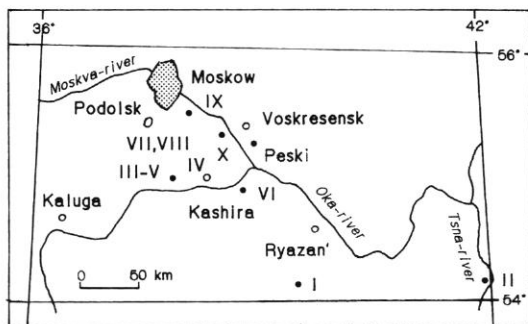 36°
42°
56°
Moskva-river
Moskow
Podolsk
IX
Voskresensk
VII,VIII
X
Peski
III-V
IV
VI
Kaluga
Kashira
Oka-river
Ryazan'
Tsna-river
0 50 km
I
II
54°